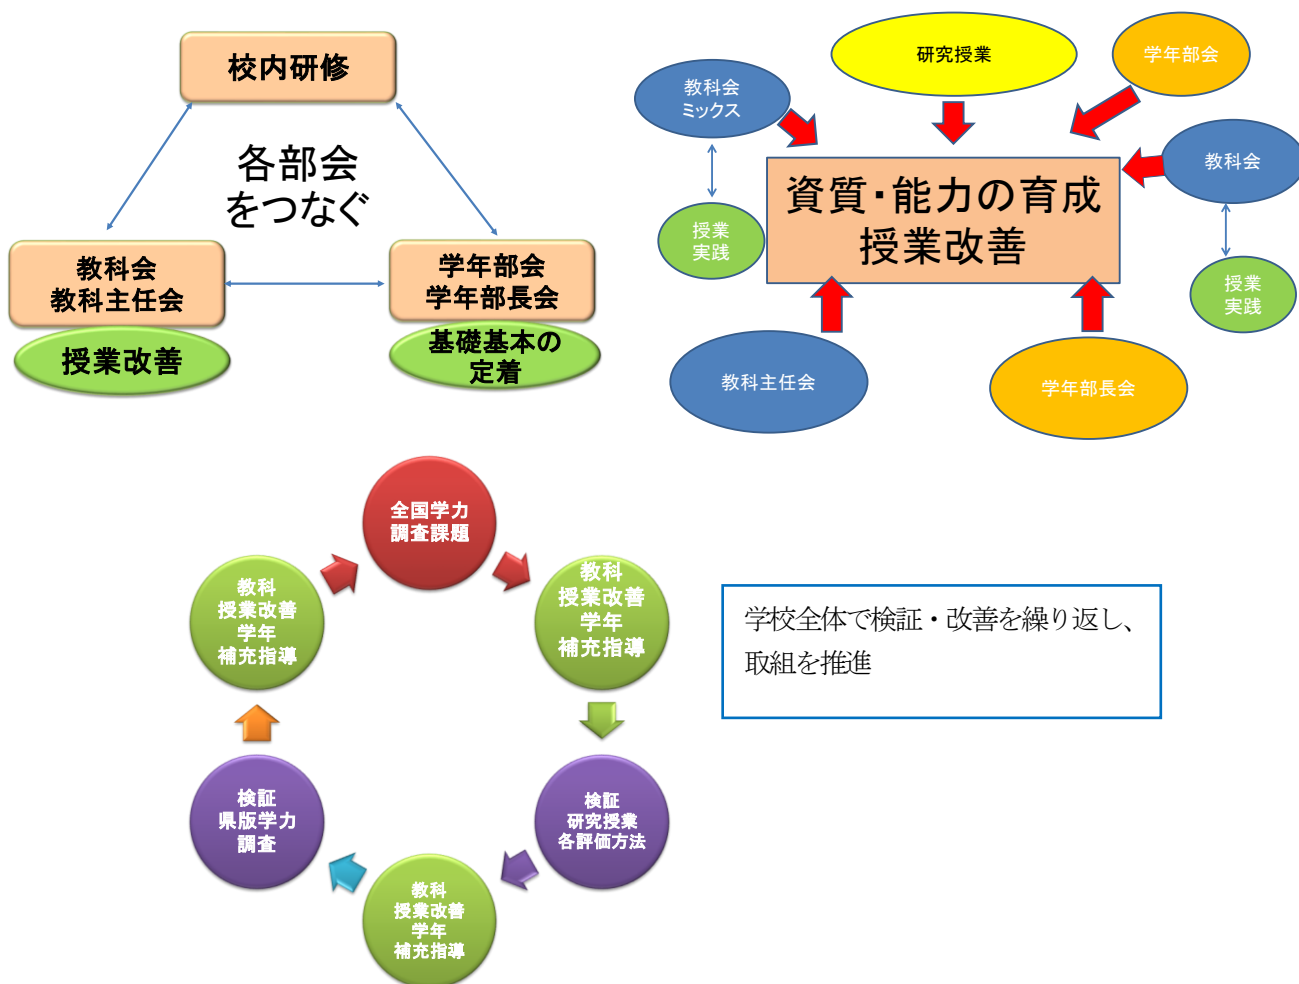 校内研修
各部会
をつなぐ
教科会
教科主任会
授業改善
学年部会
学年部長会
基礎基本の
定着
研究授業
学年部会
教科会
ミックス
教科会
資質・能力の育成
授業改善
授業
実践
授業
実践
教科主任会
学年部長会
全国学力
調査課題
教科
授業改善
学年
補充指導
検証
研究授業
各評価方法
教科
授業改善
学年
補充指導
検証
県版学力
調査
教科
授業改善
学年
補充指導
学校全体で検証・改善を繰り返し、
取組を推進